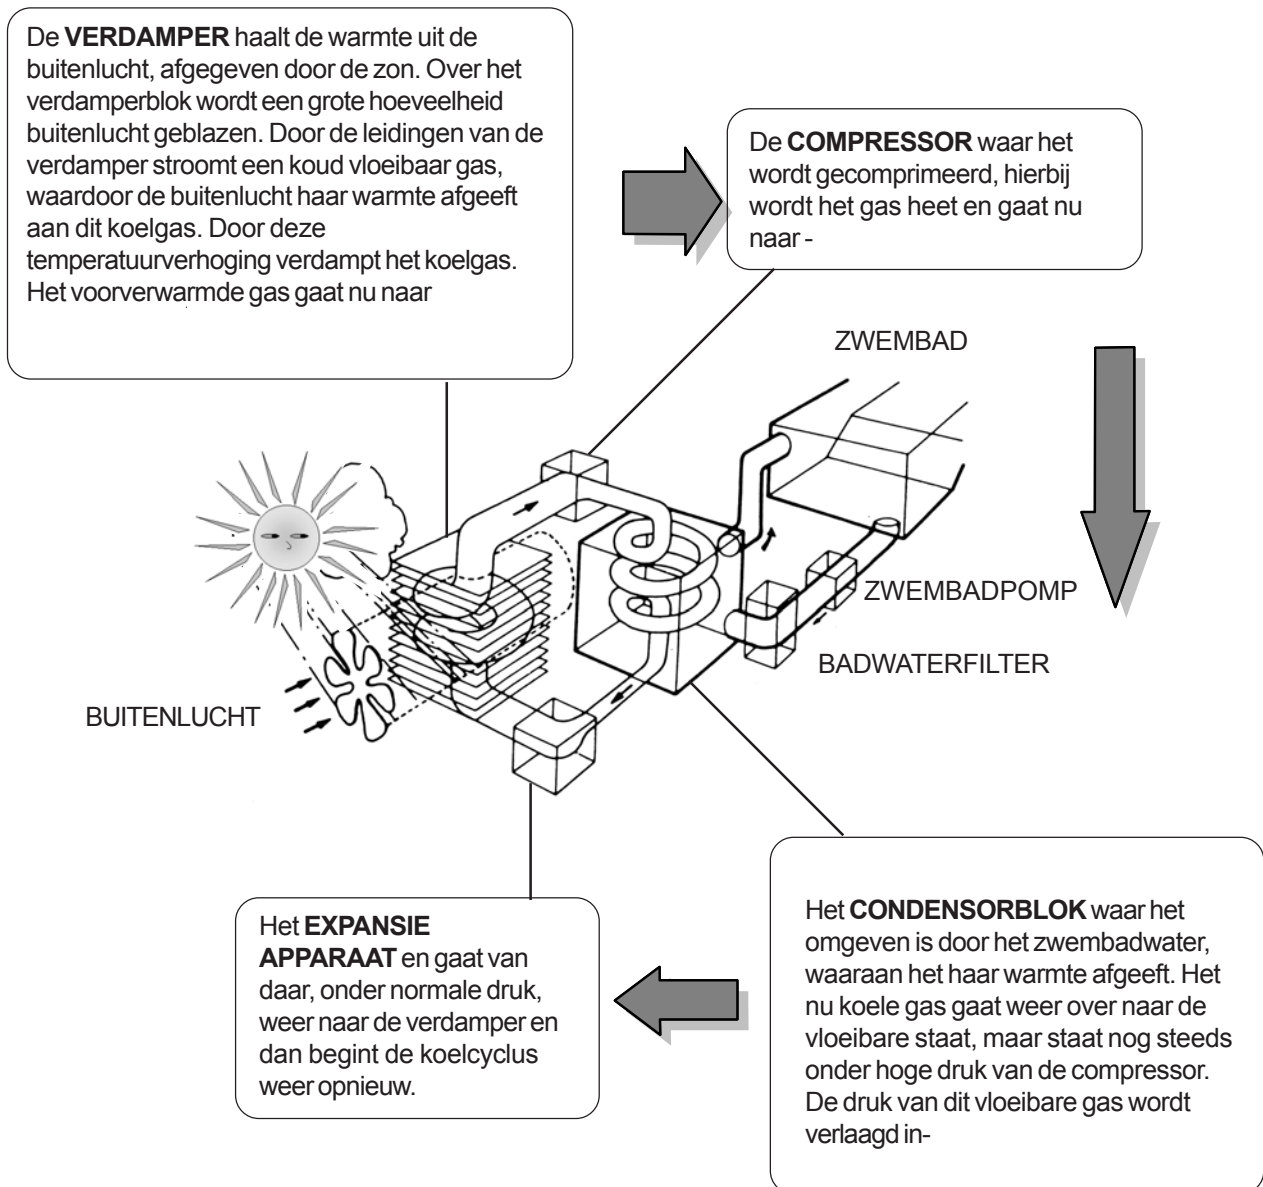 De VERDAMPER haalt de warmte uit de
buitenlucht, afgegeven door de zon. Over het
verdamperblok wordt een grote hoeveelheid
buitenlucht geblazen. Door de leidingen van de
verdamper stroomt een koud vloeibaar gas,
waardoor de buitenlucht haar warmte afgeeft
aan dit koelgas. Door deze
temperatuurverhoging verdampt het koelgas.
Het voorverwarmde gas gaat nu naar
De COMPRESSOR waar het
wordt gecomprimeerd, hierbij
wordt het gas heet en gaat nu
naar -
ZWEMBAD
ZWEMBADPOMP
BADWATERFILTER
BUITENLUCHT
Het CONDENSORBLOK waar het
omgeven is door het zwembadwater,
waaraan het haar warmte afgeeft. Het
nu koele gas gaat weer over naar de
vloeibare staat, maar staat nog steeds
onder hoge druk van de compressor.
De druk van dit vloeibare gas wordt
verlaagd in-
Het EXPANSIE
APPARAAT en gaat van
daar, onder normale druk,
weer naar de verdamper en
dan begint de koelcyclus
weer opnieuw.